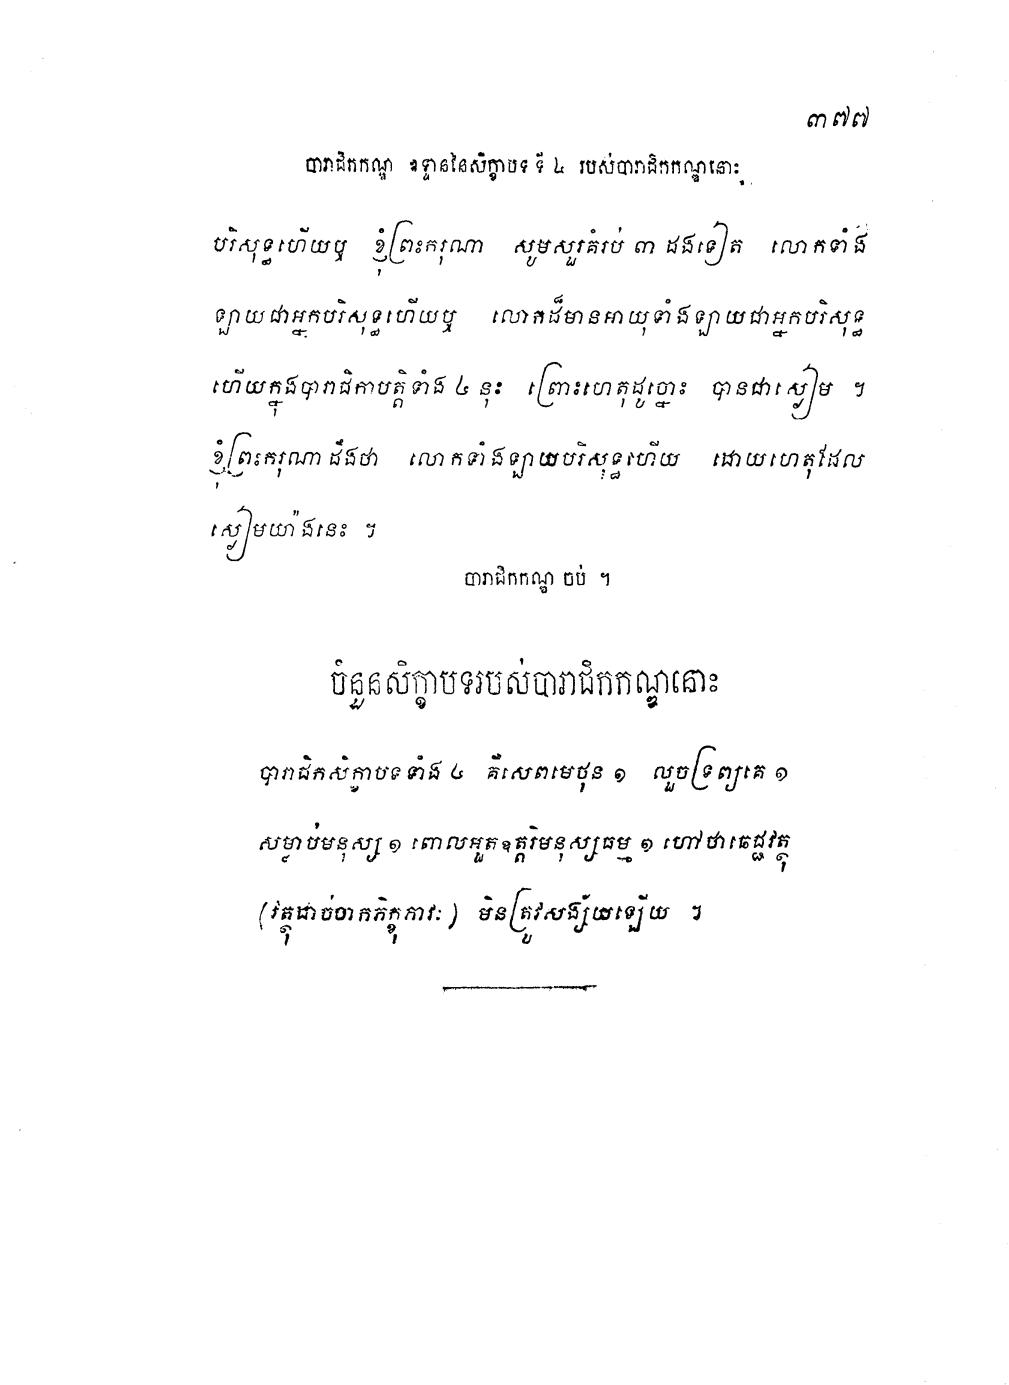 ៣៧៧
បារាជិកកណ្ឌ ឧទ្ទាននៃសិក្ខាបទ ទី ៤ របស់បារាជិកកណ្ឌនោះ
បរិសុទ្ធហើយឬ ខ្ញុំព្រះករុណា សូមសួរគំរប់ ៣ ដងទៀត លោកទាំង
ឡាយជាអ្នកបរិសុទ្ធហើយឬ លោកដ៏មានអាយុទាំងឡាយជាអ្នកបរិសុទ្ធ
ហើយក្នុងបារាជិកាបត្តិទាំង ៤ នុ៎ះ ព្រោះហេតុដូច្នោះ បានជាស្ងៀម ។
ខ្ញុំព្រះករុណាដឹងថា លោកទាំងឡាយបរិសុទ្ធហើយ ដោយហេតុដែល
ស្ងៀមយ៉ាងនេះ ។
បារាជិកកណ្ឌ ចប់ ។
ចំនួនសិក្ខាបទរបស់បារាជិកកណ្ឌនោះ
បារាជិកសិក្ខាបទទាំង ៤ គឺសេពមេថុន ១ លួចទ្រព្យគេ ១
សម្លាប់មនុស្ស ១ ពោលអួតឧត្តរិមនុស្សធម្ម ១ ហៅថាឆេជ្ជវត្ថុ
(វត្ថុដាច់ចាកភិក្ខុភាវៈ) មិនត្រូវសង្ស័យឡើយ ។